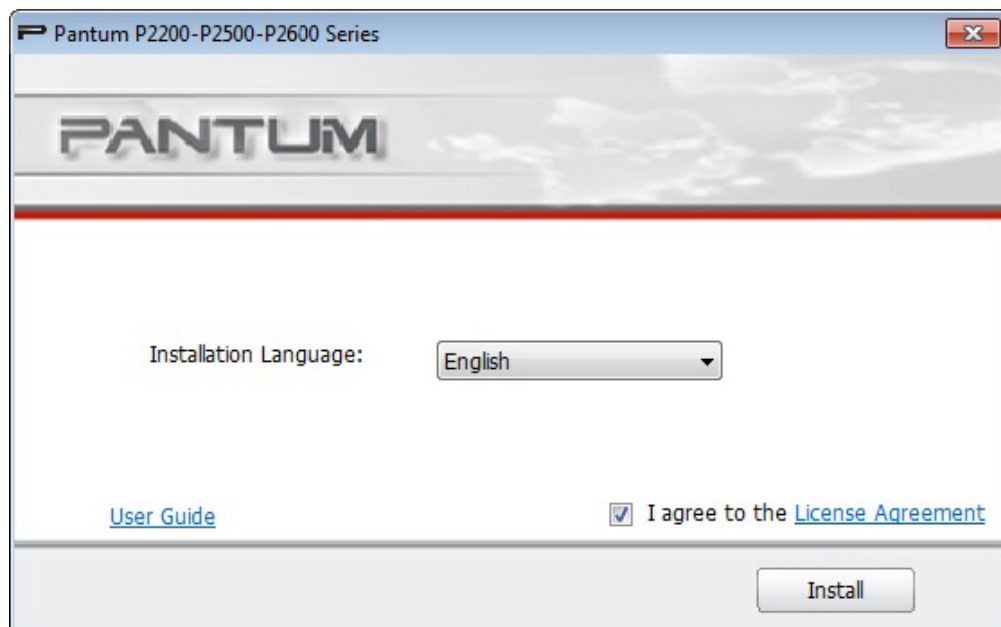 Pantum P2200-P2500-P2600 Series
PANTUM
Installation Language:
English
User Guide
I agree to the License Agreement
Install